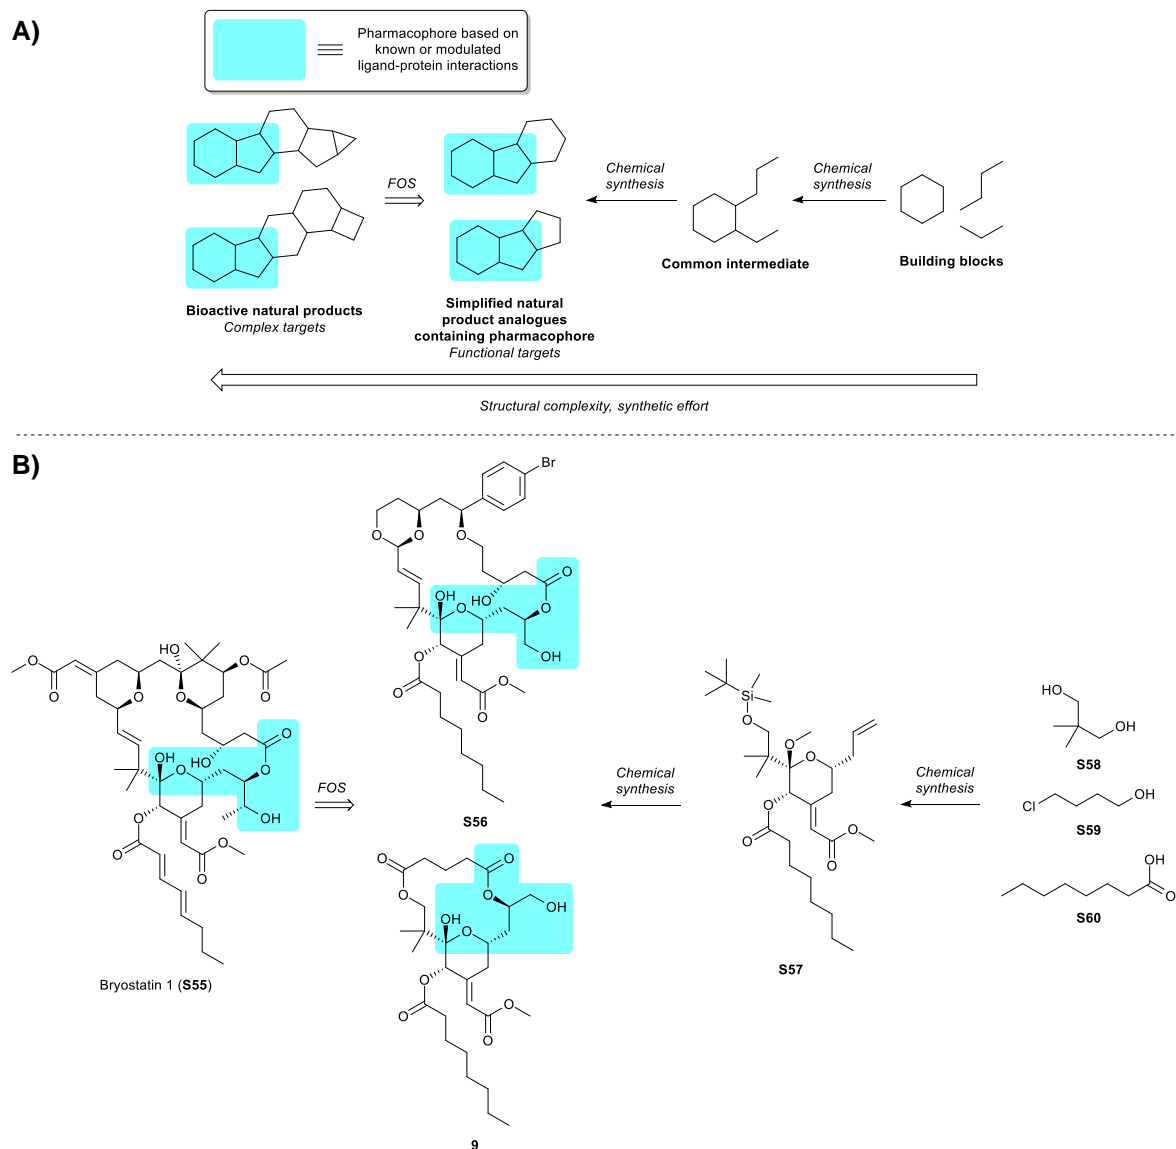 A)
Pharmacophore based on
known or modulated
ligand-protein interactions
FOS
Chemical
synthesis
Chemical
synthesis
Bioactive natural products
Complex targets
Simplified natural
product analogues
containing pharmacophore
Functional targets
Common intermediate
Building blocks
Structural complexity, synthetic effort
B)
Br
O
O
O
O
OH
HO
O
O
OH
O
O
O
O
S56
HO
O
O
O
O
O
O
O
OH
HO
O
O
OH
O
O
O
O
Bryostatin 1 (S55)
FOS
O
O
O
O
OH
OH
O
O
O
O
O
9
Chemical
synthesis
Si
O
O
O
O
O
O
O
S57
Chemical
synthesis
HO
OH
S58
Cl
OH
S59
OH
O
S60